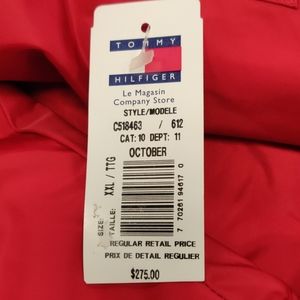 TOMMY
HILFIGER
Le Magasin
Company Store
STYLE/MODELE
C518463 / 612
CAT: 10 DEPT: 11
OCTOBER
SIZE:
TAILLE:
XXL / TTG
7 70261 94617 0
REGULAR RETAIL PRICE
PRIX DE DETAIL REGULIER
$275.00